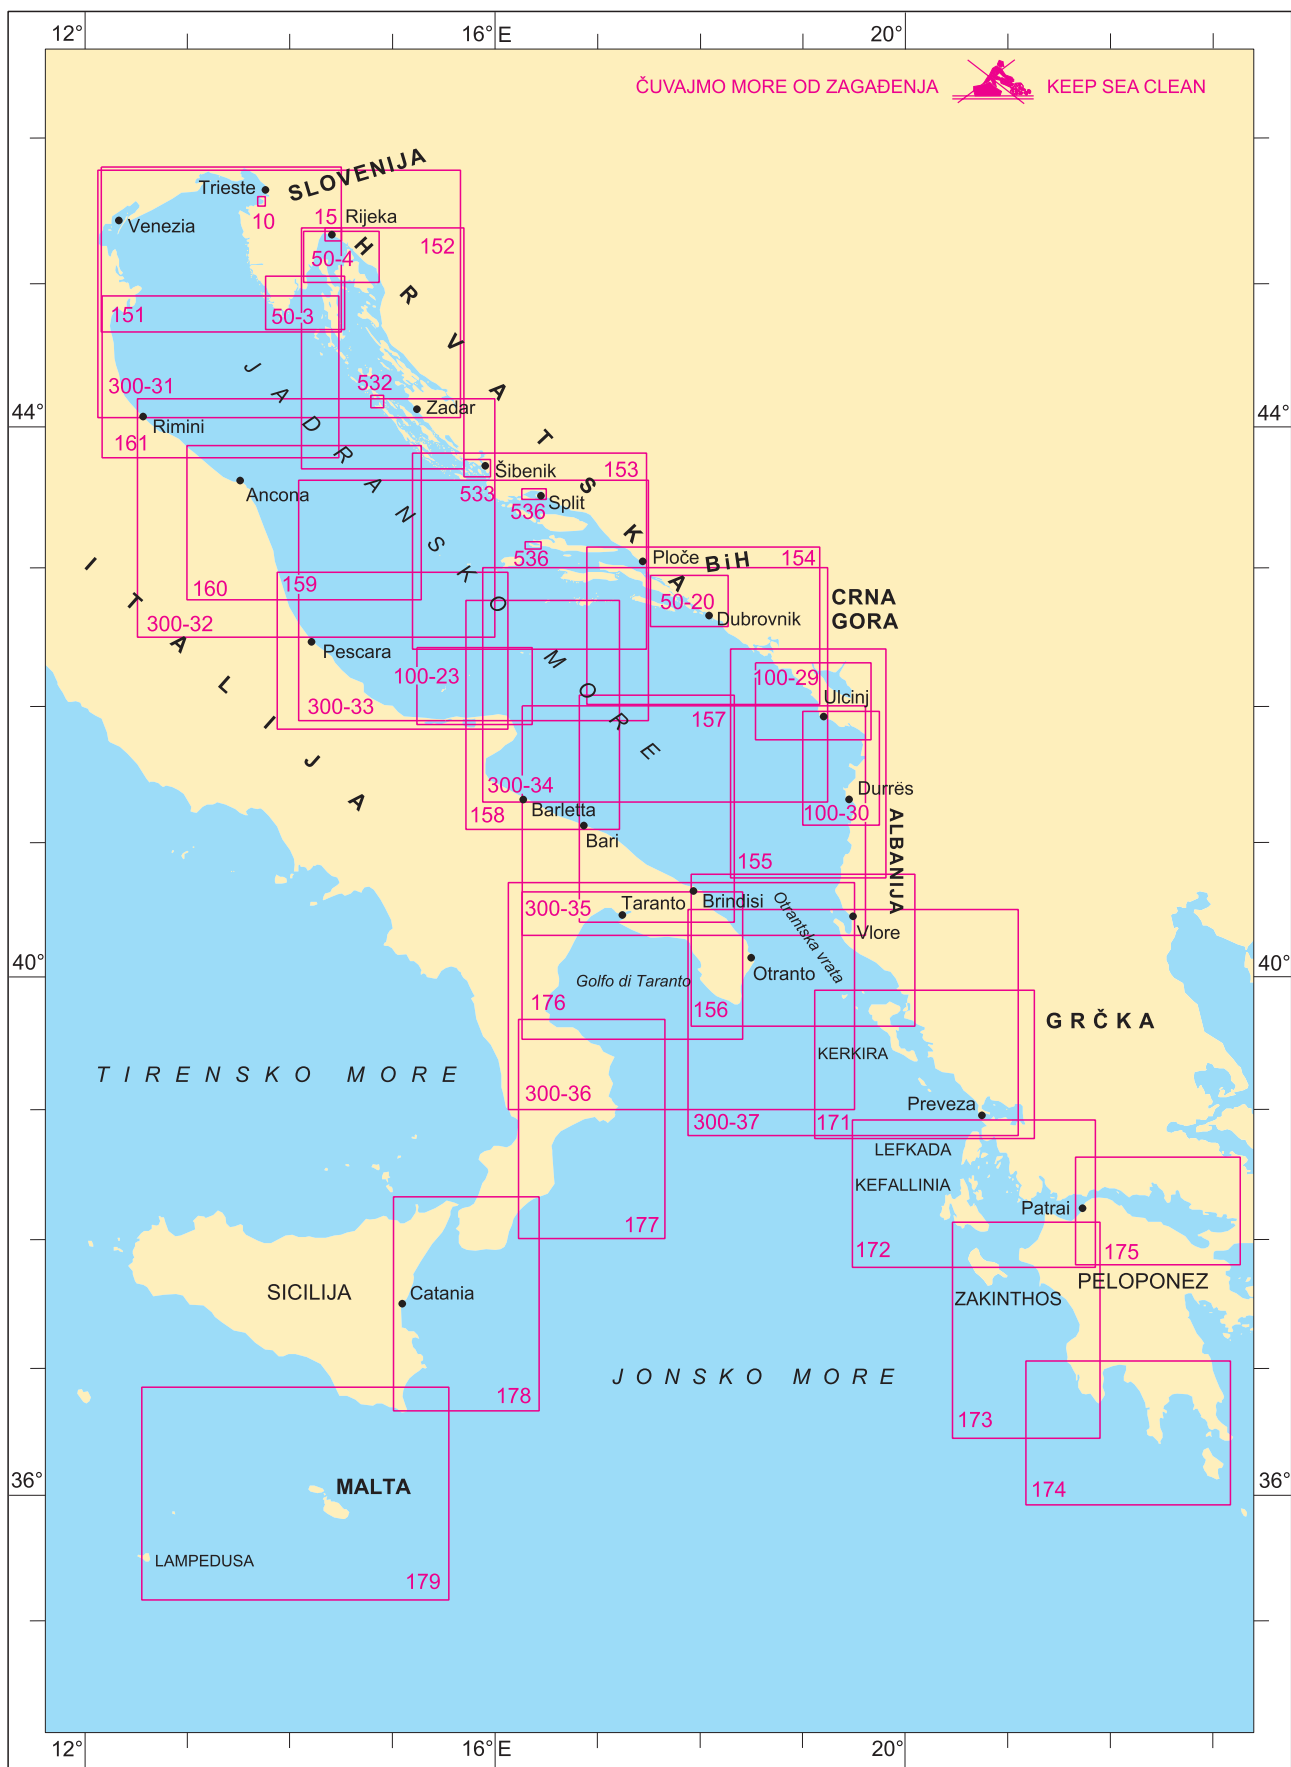 12°
16°E
20°
ČUVAJMO MORE OD ZAGAĐENJA
KEEP SEA CLEAN
SLOVENIJA
Trieste
10
15
Rijeka
Venezia
152
50-4
HRVATSKA
151
50-3
JADRANSKO MORE
300-31
532
Zadar
44°
44°
Rimini
161
Šibenik
153
Ancona
533
536
Split
536
Ploče
BiH
154
ITALIJA
160
159
50-20
CRNA
GORA
300-32
Dubrovnik
Pescara
100-23
100-29
Ulcinj
300-33
157
300-34
Durrës
158
Barletta
100-30
Bari
ALBANIJA
155
300-35
Taranto
Brindisi
Otrantska vrata
Vlore
Otranto
40°
40°
Golfo di Taranto
176
156
GRČKA
KERKIRA
TIRENSKO MORE
300-36
Preveza
300-37
171
LEFKADA
KEFALLINIA
Patrai
177
172
175
SICILIJA
Catania
PELOPONEZ
ZAKINTHOS
JONSKO MORE
178
173
36°
36°
MALTA
174
LAMPEDUSA
179
12°
16°E
20°